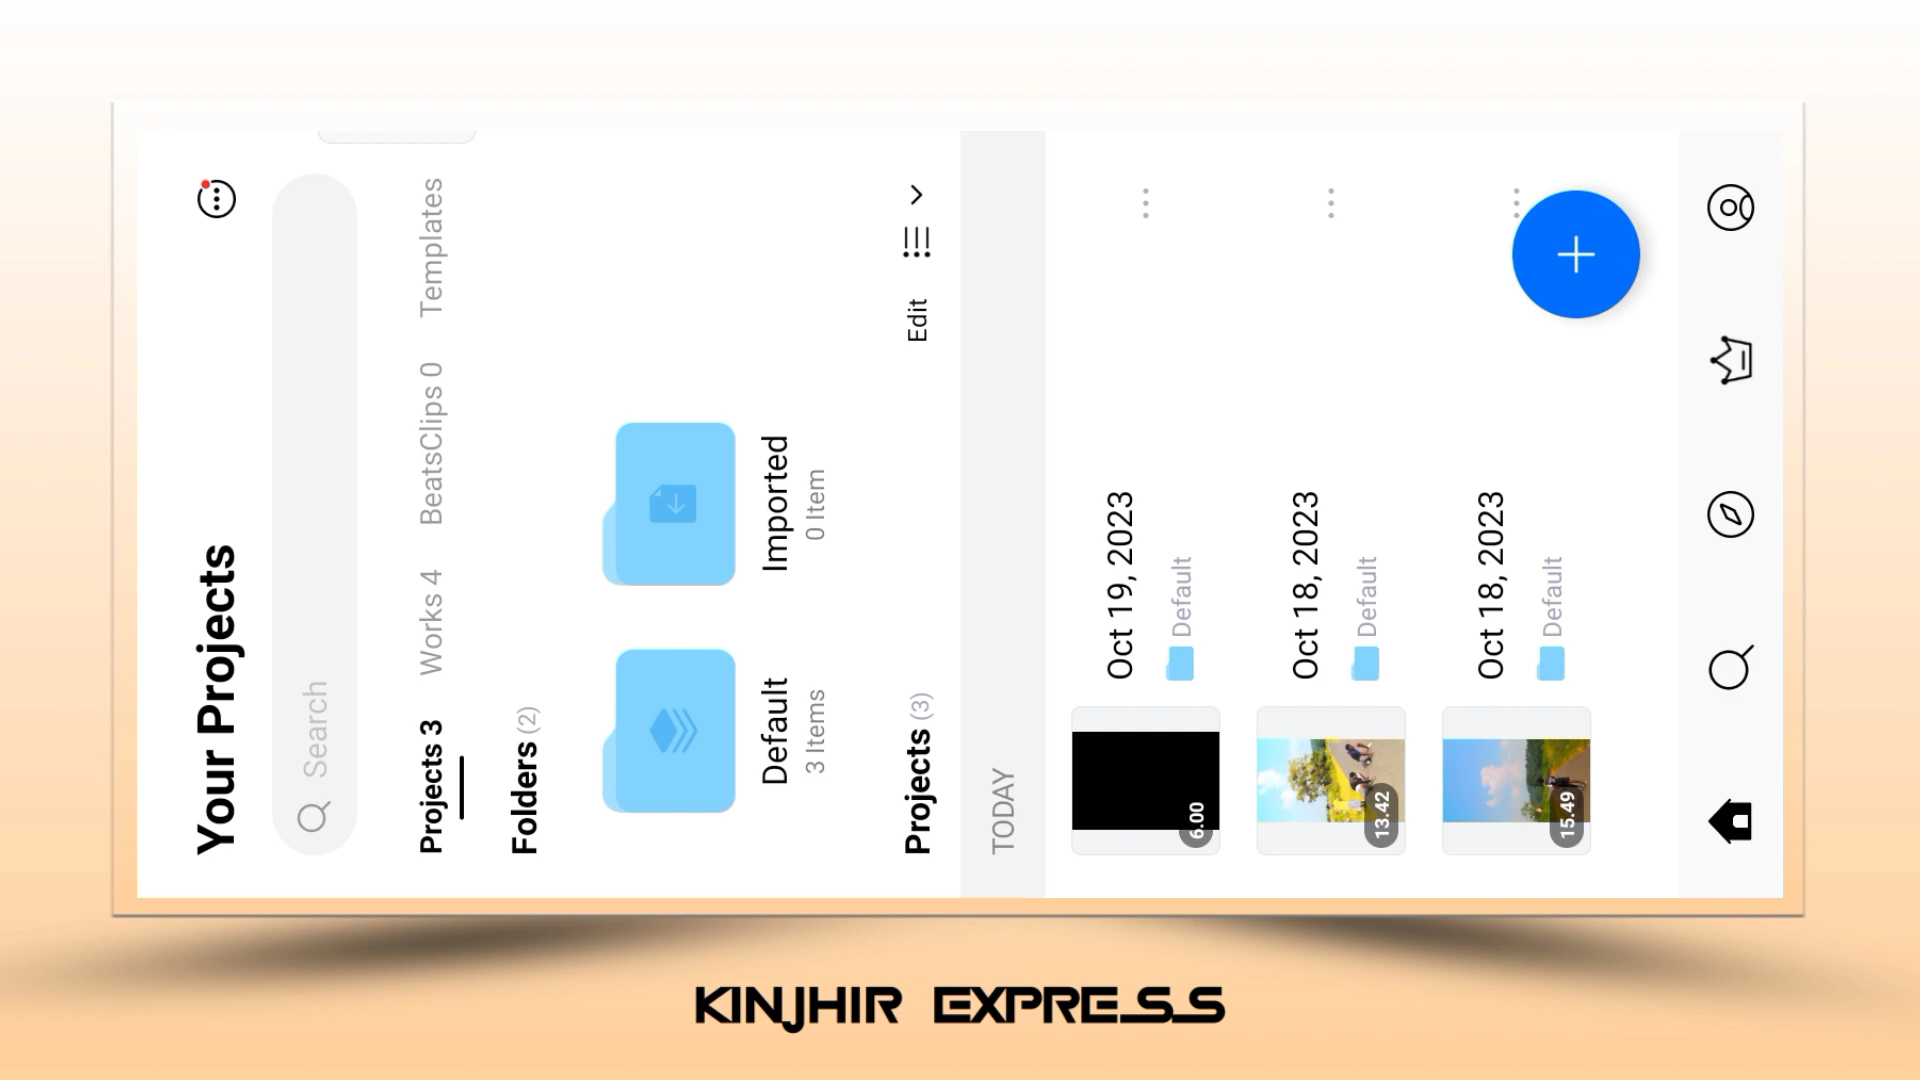 Your Projects
Search
Projects 3 Works 4 BeatsClips 0 Templates
Folders (2)
Default
3 Items
Imported
0 Item
Projects (3) Edit
TODAY
6.00
Oct 19, 2023
Default
13.42
Oct 18, 2023
Default
15.49
Oct 18, 2023
Default
KINJHIR EXPRESS